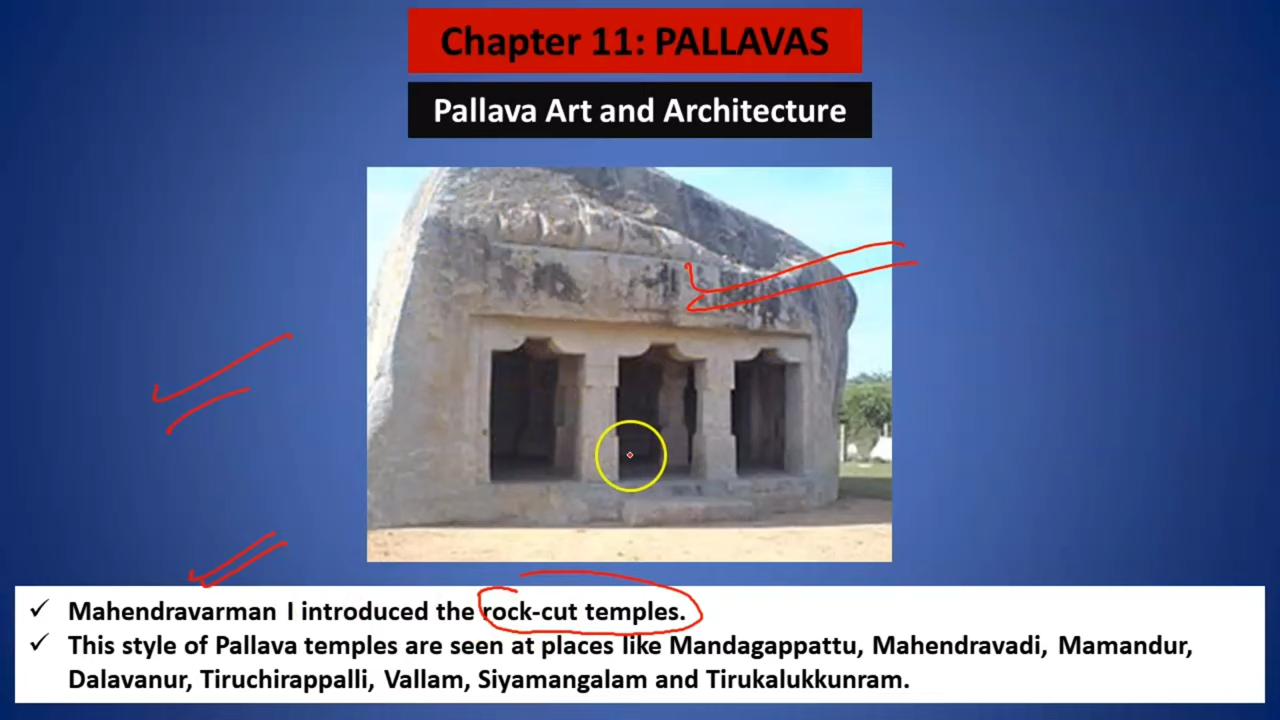 Chapter 11: PALLAVAS
Pallava Art and Architecture
✓ Mahendravarman I introduced the rock-cut temples.
✓ This style of Pallava temples are seen at places like Mandagappattu, Mahendravadi, Mamandur,
Dalavanur, Tiruchirappalli, Vallam, Siyamangalam and Tirukalukkunram.